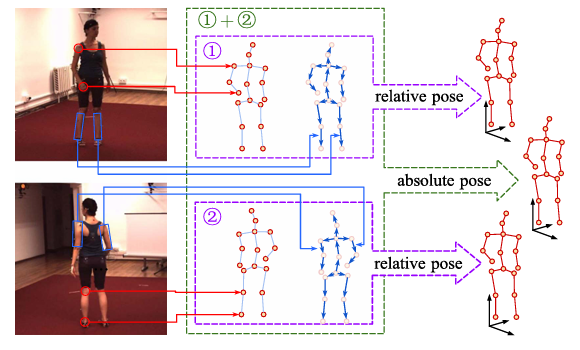 ①+②
①
relative pose
absolute pose
②
relative pose